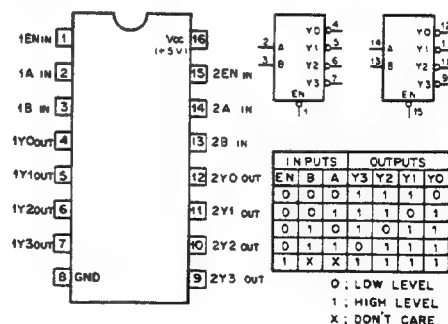 1EN IN 1
1A IN 2
1B IN 3
1Y0 OUT 4
1Y1 OUT 5
1Y2 OUT 6
1Y3 OUT 7
8 GND
Vcc (+5V) 16
15 2EN IN
14 2A IN
13 2B IN
12 2Y0 OUT
11 2Y1 OUT
10 2Y2 OUT
9 2Y3 OUT
2 A Y0 4
3 B Y1 5
Y2 6
Y3 7
EN
1
14 A Y0 12
13 B Y1
Y2
Y3 9
EN
15
INPUTS OUTPUTS
EN B A Y3 Y2 Y1 Y0
0 0 0 1 1 1 0
0 0 1 1 1 0 1
0 1 0 1 0 1 1
0 1 1 0 1 1 1
1 X X 1 1 1 1
0 ; LOW LEVEL
1 ; HIGH LEVEL
X ; DON'T CARE